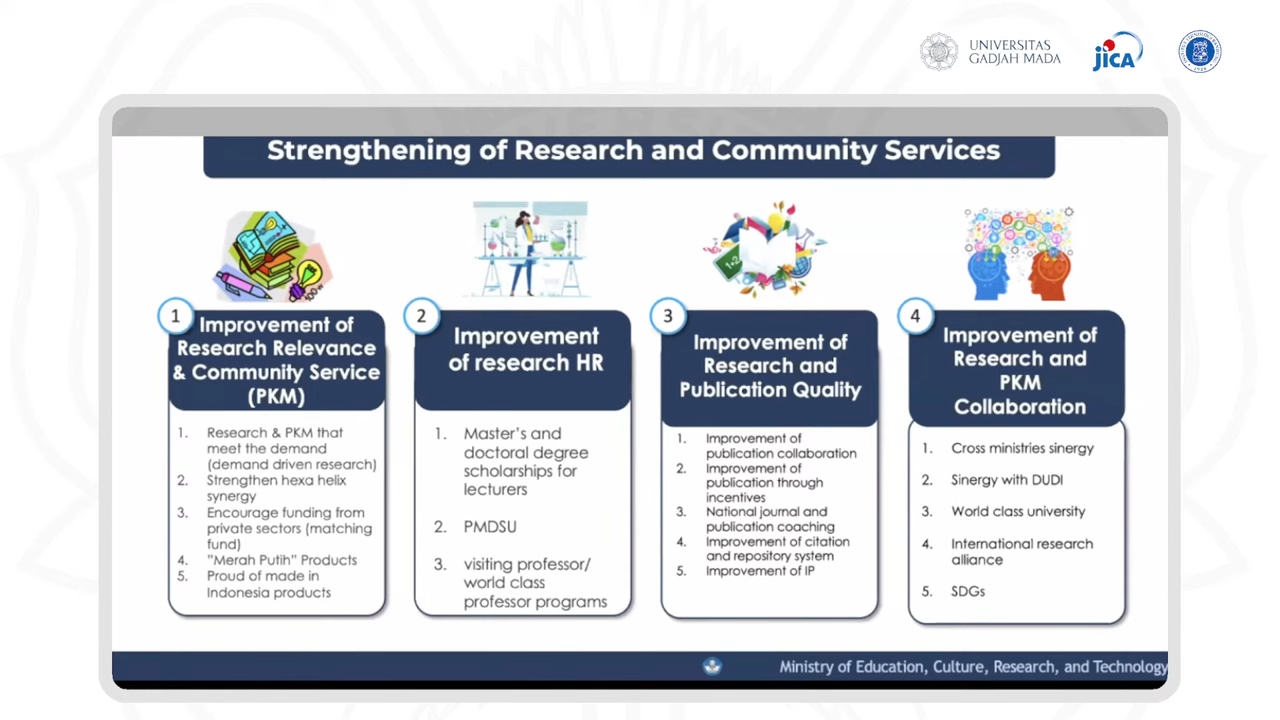 UNIVERSITAS
GADJAH MADA
JICA
Strengthening of Research and Community Services
1
Improvement of
Research Relevance
& Community Service
(PKM)
1. Research & PKM that
meet the demand
(demand driven research)
2. Strengthen hexa helix
synergy
3. Encourage funding from
private sectors (matching
fund)
4. "Merah Putih" Products
5. Proud of made in
Indonesia products
2
Improvement
of research HR
1. Master's and
doctoral degree
scholarships for
lecturers
2. PMDSU
3. visiting professor/
world class
professor programs
3
Improvement of
Research and
Publication Quality
1. Improvement of
publication collaboration
2. Improvement of
publication through
incentives
3. National journal and
publication coaching
4. Improvement of citation
and repository system
5. Improvement of IP
4
Improvement of
Research and
PKM
Collaboration
1. Cross ministries sinergy
2. Sinergy with DUDI
3. World class university
4. International research
alliance
5. SDGs
Ministry of Education, Culture, Research, and Technology